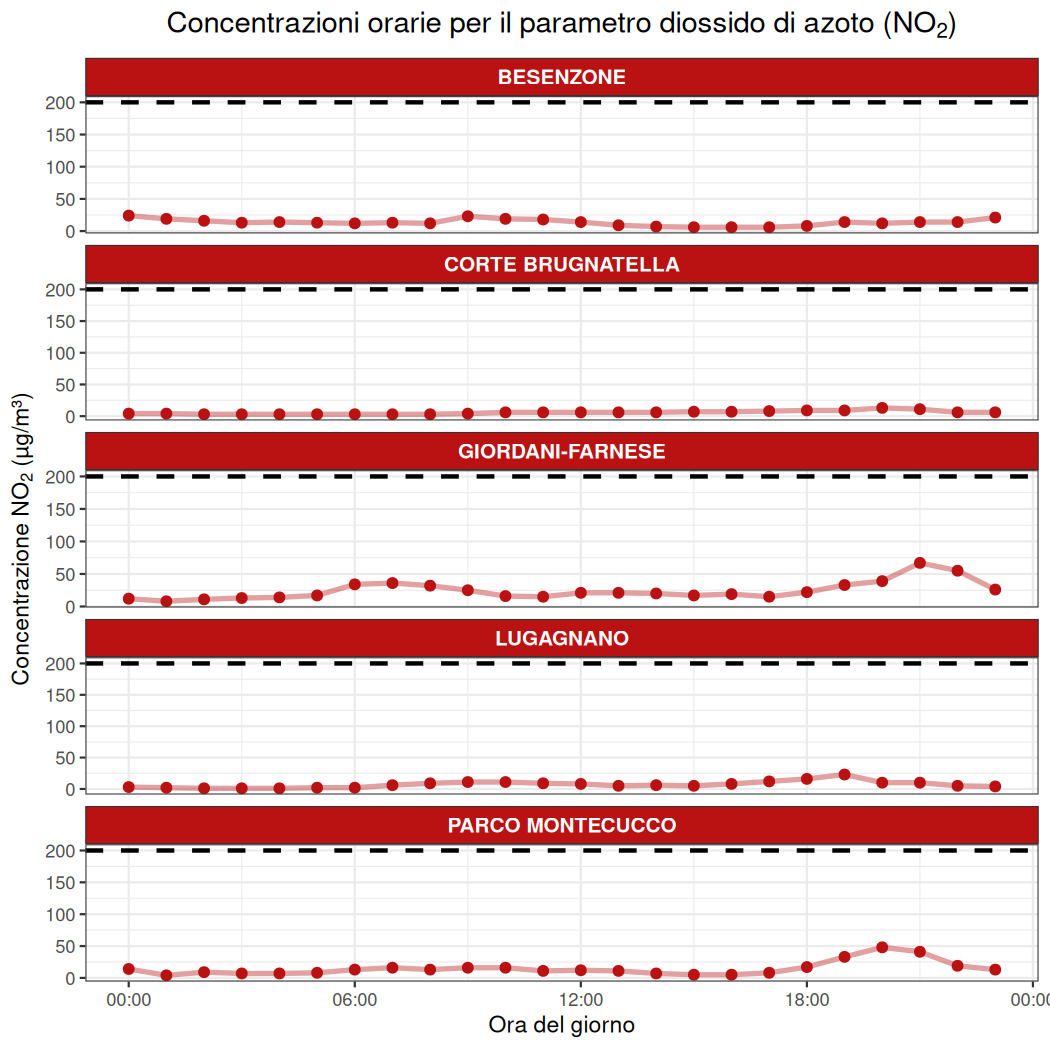 Concentrazioni orarie per il parametro diossido di azoto (NO₂)
Concentrazione NO₂ (µg/m³)
BESENZONE
200
150
100
50
0
CORTE BRUGNATELLA
200
150
100
50
0
GIORDANI-FARNESE
200
150
100
50
0
LUGAGNANO
200
150
100
50
0
PARCO MONTECUCCO
200
150
100
50
0
00:00 06:00 12:00 18:00 00:0
Ora del giorno